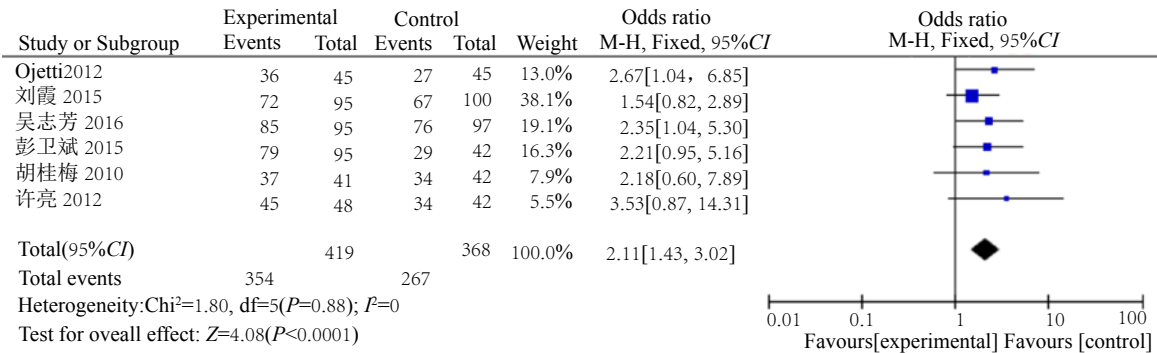 Experimental Control Odds ratio Odds ratio
Study or Subgroup Events Total Events Total Weight M-H, Fixed, 95%CI M-H, Fixed, 95%CI
Ojetti2012 36 45 27 45 13.0% 2.67[1.04，6.85]
刘霞 2015 72 95 67 100 38.1% 1.54[0.82, 2.89]
吴志芳 2016 85 95 76 97 19.1% 2.35[1.04, 5.30]
彭卫斌 2015 79 95 29 42 16.3% 2.21[0.95, 5.16]
胡桂梅 2010 37 41 34 42 7.9% 2.18[0.60, 7.89]
许亮 2012 45 48 34 42 5.5% 3.53[0.87, 14.31]
Total(95%CI) 419 368 100.0% 2.11[1.43, 3.02]
Total events 354 267
Heterogeneity:Chi²=1.80, df=5(P=0.88); I²=0
Test for oveall effect: Z=4.08(P<0.0001)
0.01 0.1 1 10 100
Favours[experimental] Favours [control]